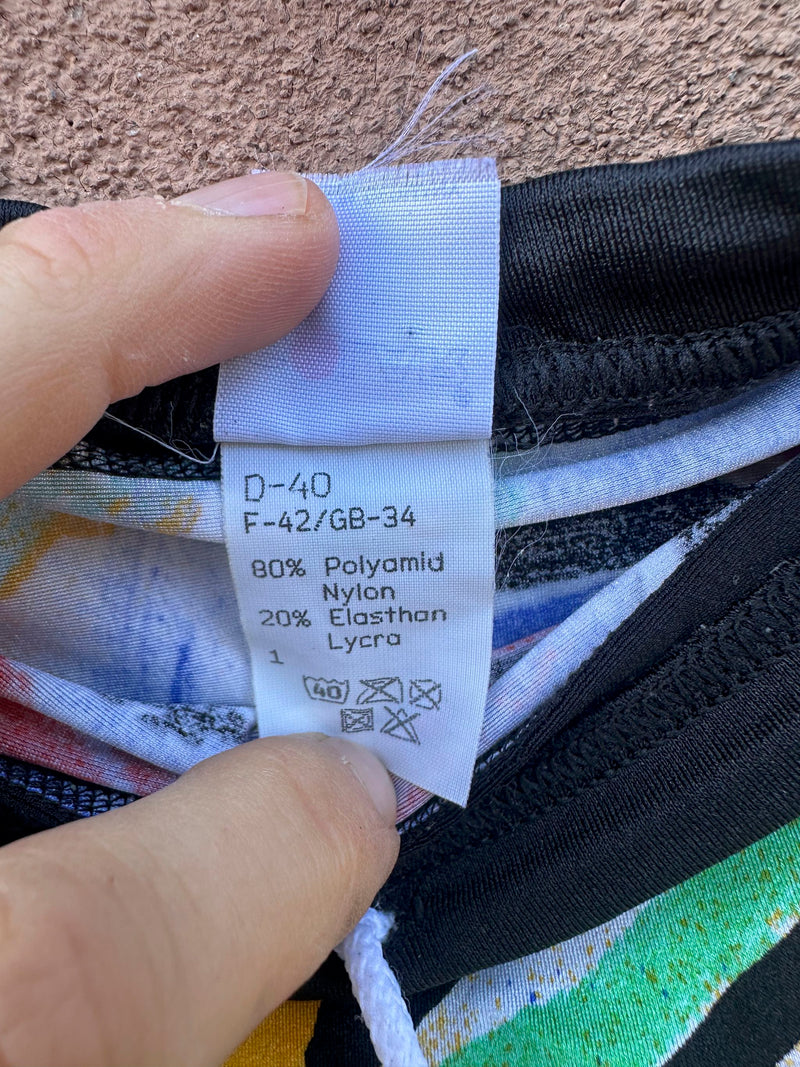 D-40
F-42/GB-34
80% Polyamid
Nylon
20% Elasthan
Lycra
1
40